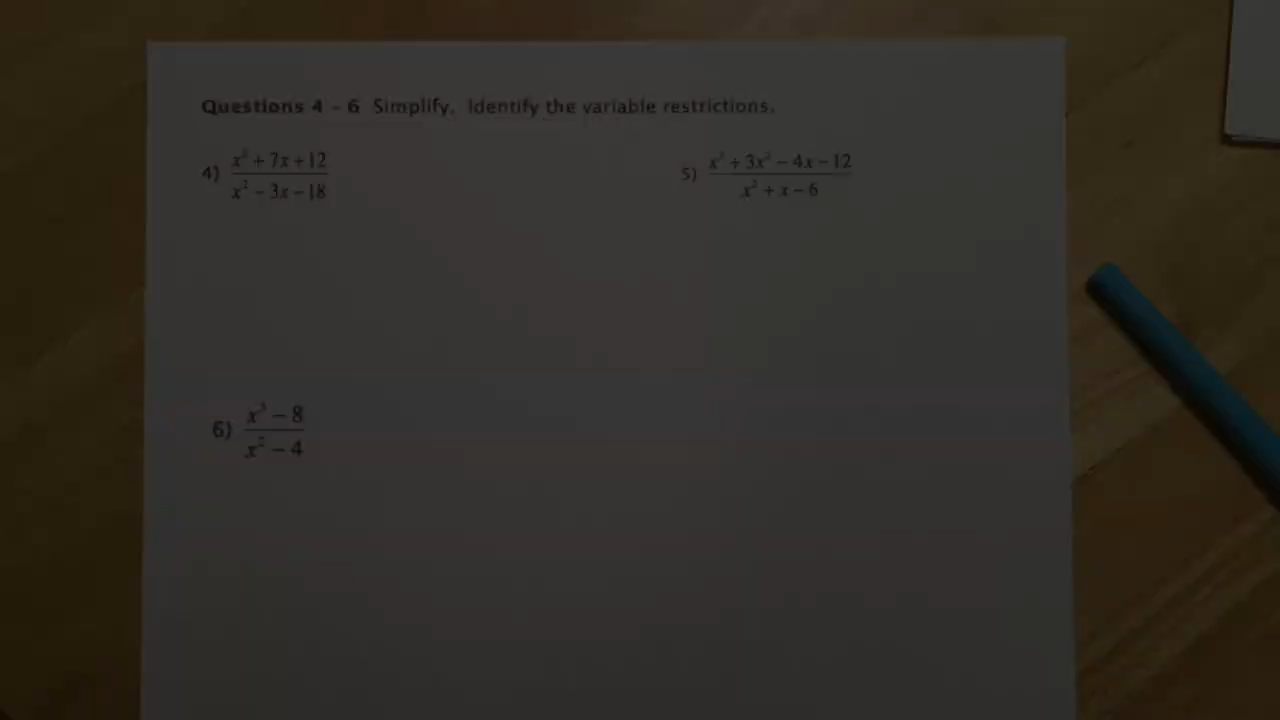 Questions 4 – 6 Simplify. Identify the variable restrictions.
4) (x² + 7x + 12) / (x² − 3x − 18)
5) (x³ + 3x² − 4x − 12) / (x² + x − 6)
6) (x³ − 8) / (x² − 4)